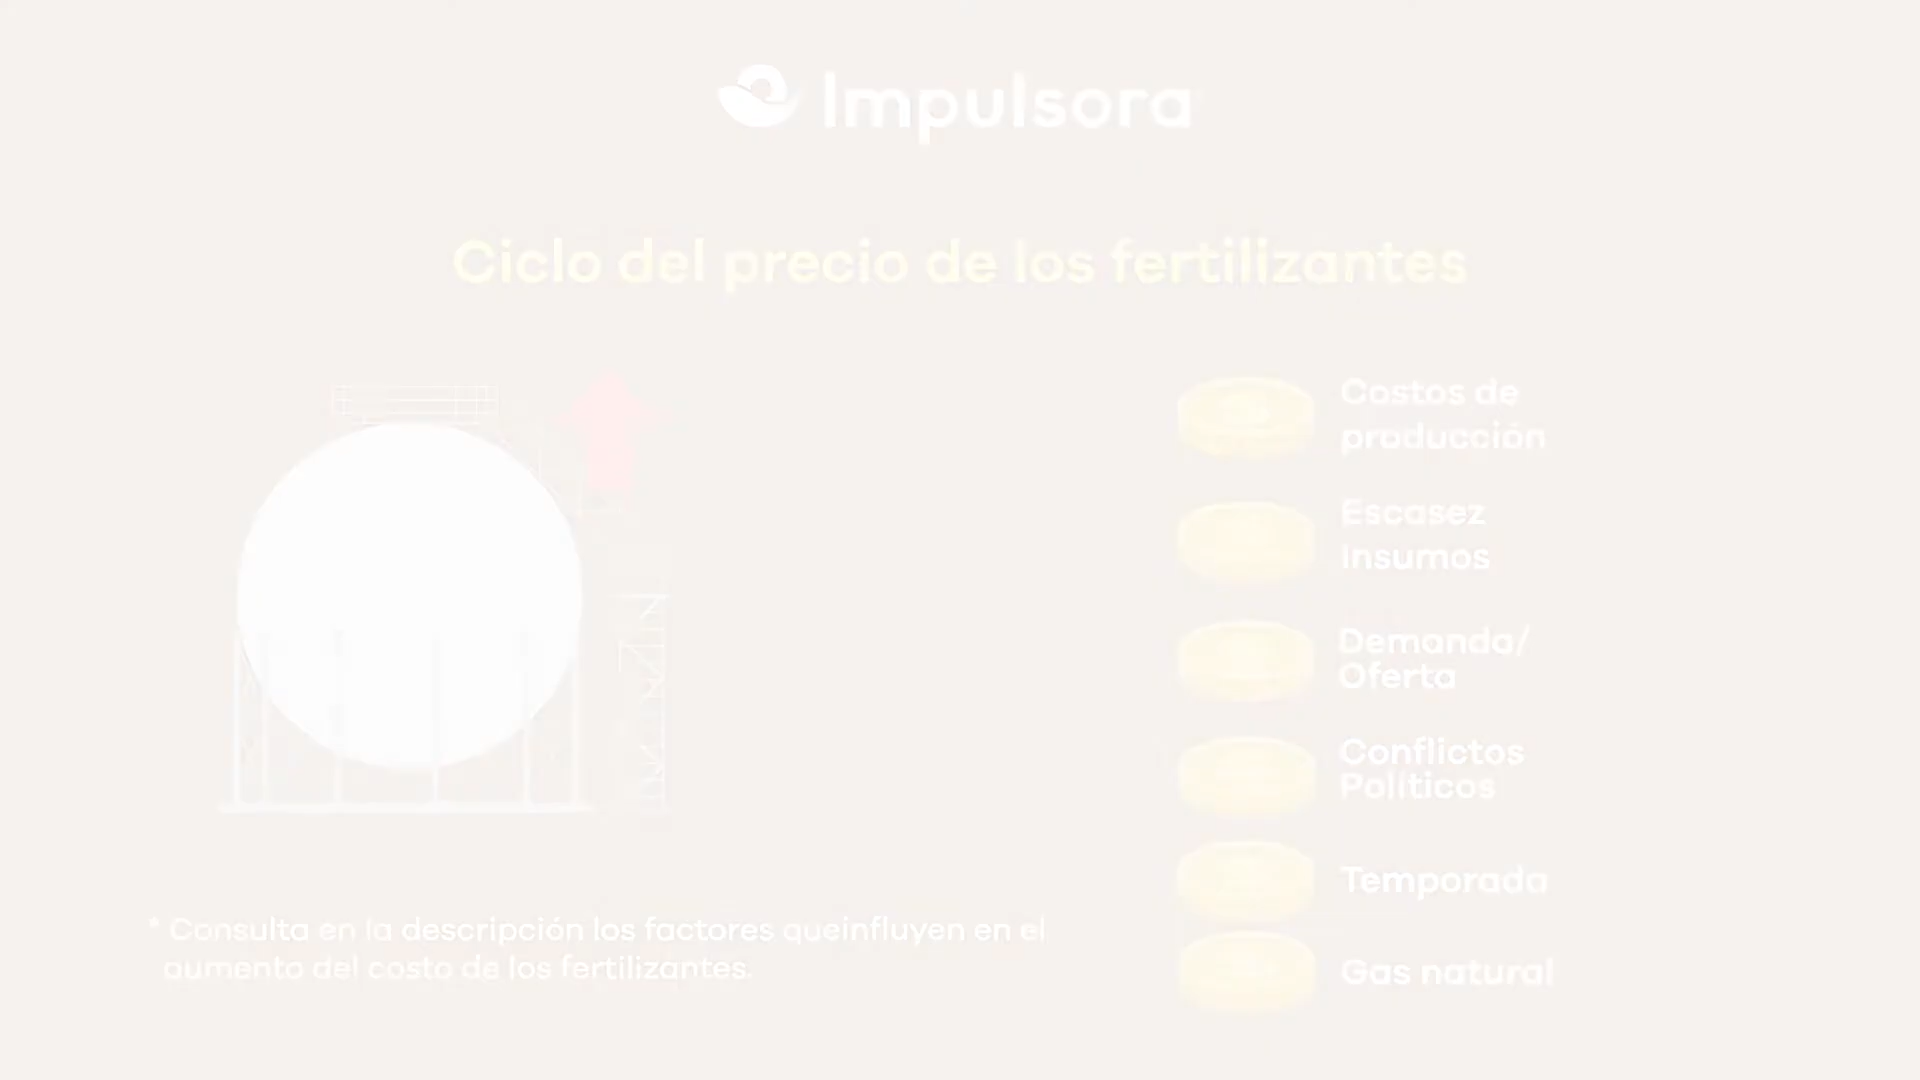 Impulsora
Ciclo del precio de los fertilizantes
Costos de
producción
Escasez
Insumos
Demanda/
Oferta
Conflictos
Políticos
Temporada
Gas natural
* Consulta en la descripción los factores queinfluyen en el
aumento del costo de los fertilizantes.